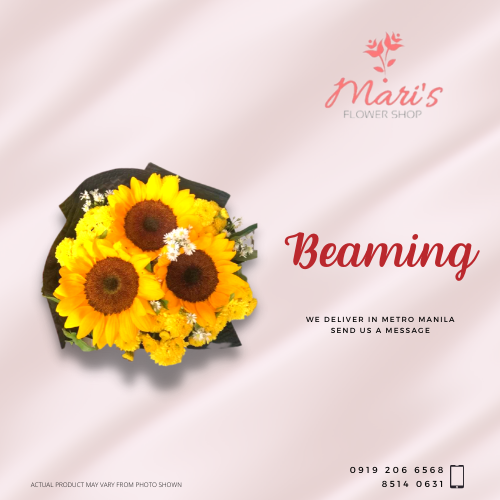 Mari's
FLOWER SHOP
Beaming
WE DELIVER IN METRO MANILA
SEND US A MESSAGE
0919 206 6568
8514 0631
ACTUAL PRODUCT MAY VARY FROM PHOTO SHOWN